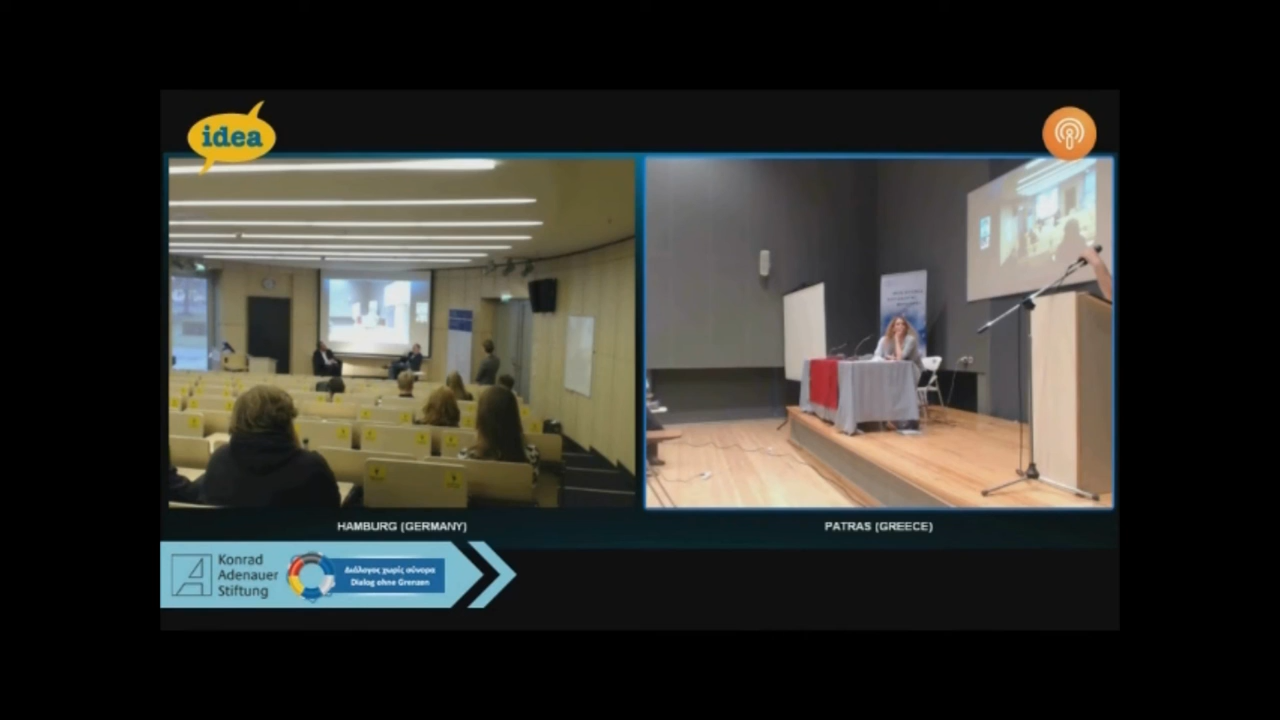 idea
HAMBURG (GERMANY)
PATRAS (GREECE)
Konrad
Adenauer
Stiftung
Διάλογος χωρίς σύνορα
Dialog ohne Grenzen